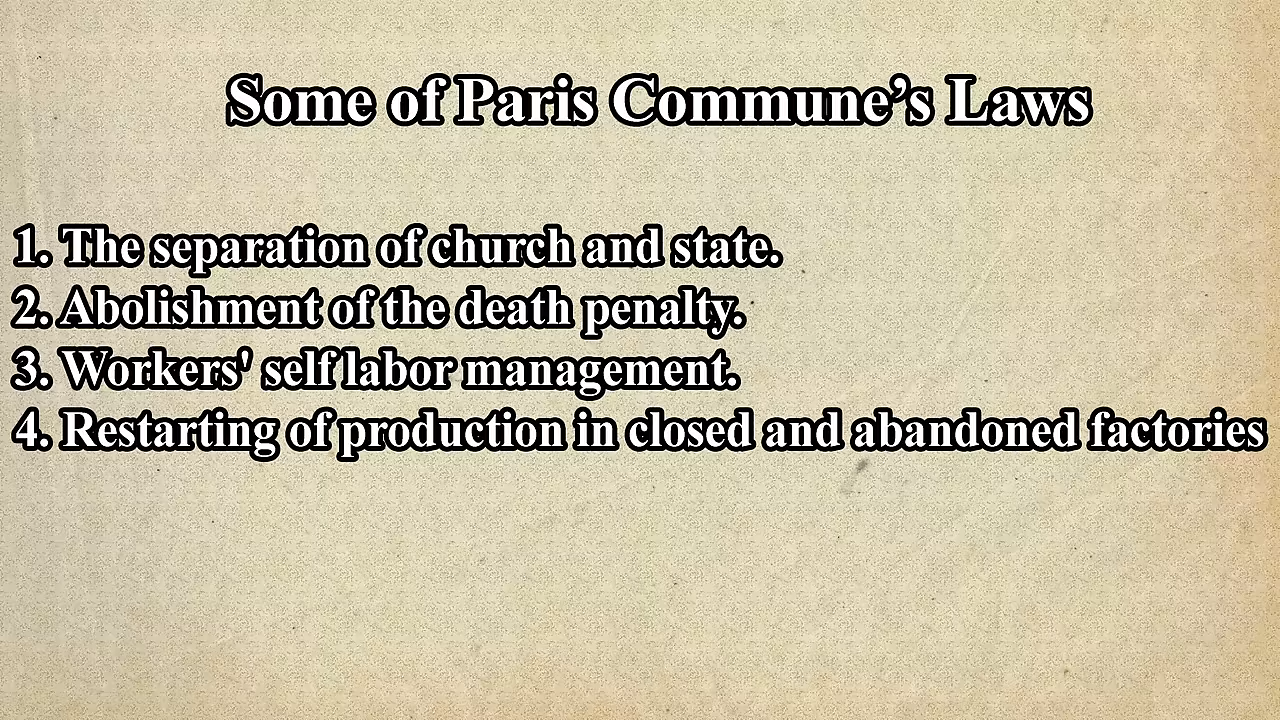 Some of Paris Commune’s Laws
1. The separation of church and state.
2. Abolishment of the death penalty.
3. Workers' self labor management.
4. Restarting of production in closed and abandoned factories